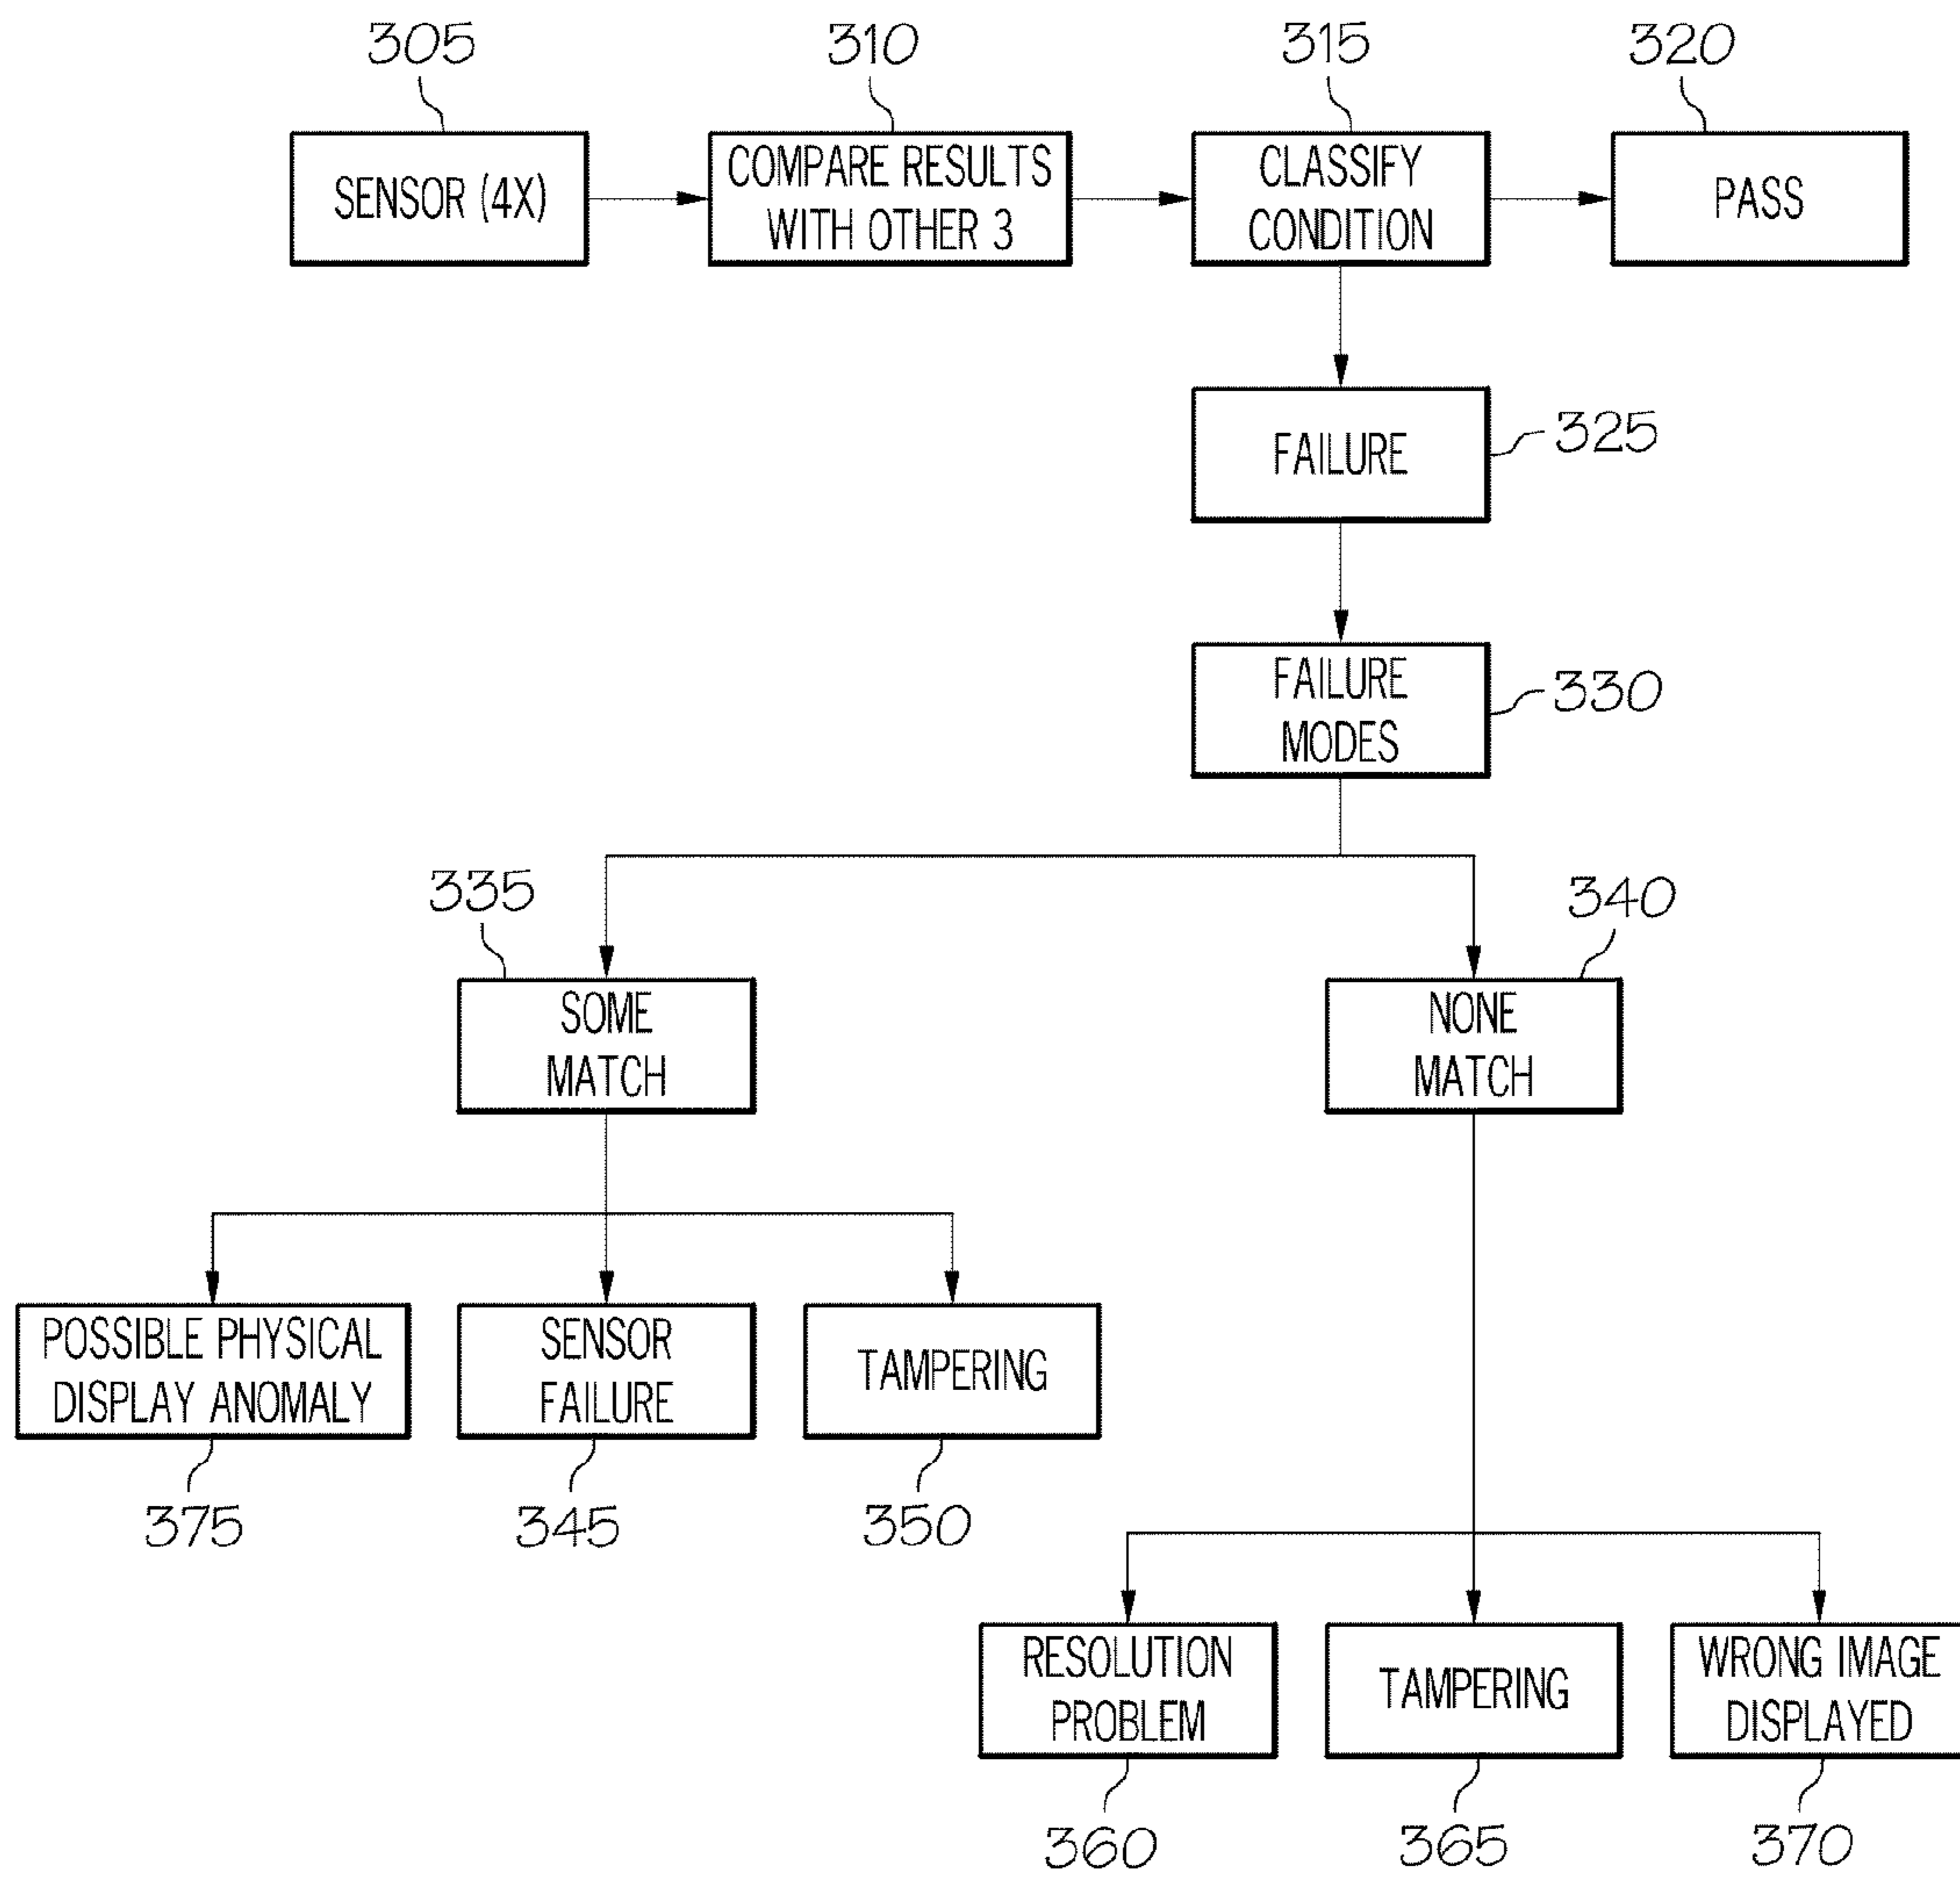 305
310
315
320
SENSOR (4X)
COMPARE RESULTS
WITH OTHER 3
CLASSIFY
CONDITION
PASS
FAILURE
325
FAILURE
MODES
330
335
340
SOME
MATCH
NONE
MATCH
POSSIBLE PHYSICAL
DISPLAY ANOMALY
SENSOR
FAILURE
TAMPERING
375
345
350
RESOLUTION
PROBLEM
TAMPERING
WRONG IMAGE
DISPLAYED
360
365
370